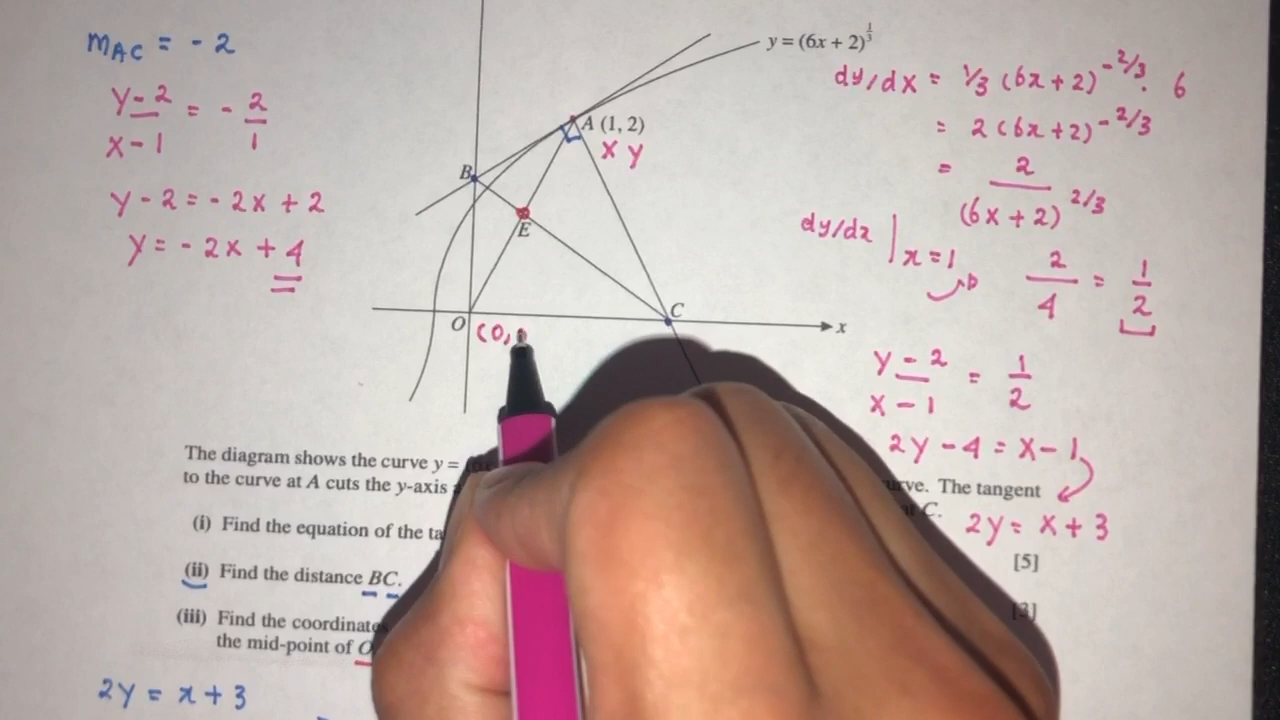 m_AC = - 2
y - 2 / x - 1 = - 2 / 1
y - 2 = - 2x + 2
y = - 2x + 4
y = (6x + 2)^1/3
A (1, 2)
x y
B
E
O
(0,
C
x
dy/dx = 1/3 (6x + 2)^-2/3 . 6
= 2 (6x + 2)^-2/3
= 2 / (6x + 2)^2/3
dy/dx | x = 1
2 / 4 = 1 / 2
y - 2 / x - 1 = 1 / 2
2y - 4 = x - 1
2y = x + 3
The diagram shows the curve y = curve. The tangent
to the curve at A cuts the y-axis C.
(i) Find the equation of the
[5]
(ii) Find the distance BC.
[3]
(iii) Find the
the mid-point of
2y = x + 3